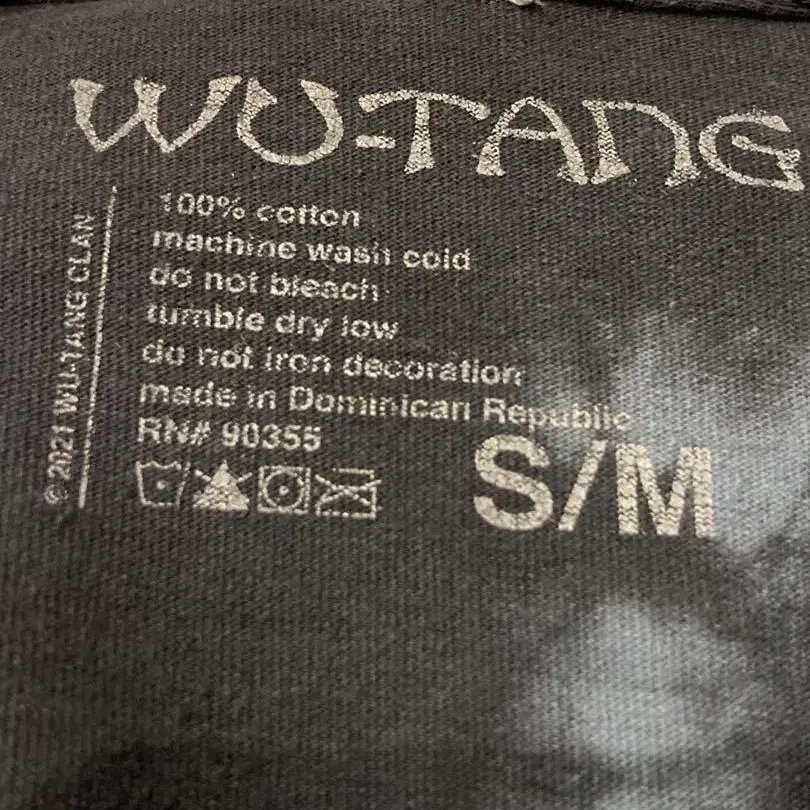 WU-TANG
© 2021 WU-TANG CLAN
100% cotton
machine wash cold
do not bleach
tumble dry low
do not iron decoration
made in Dominican Republic
RN# 90355
S/M